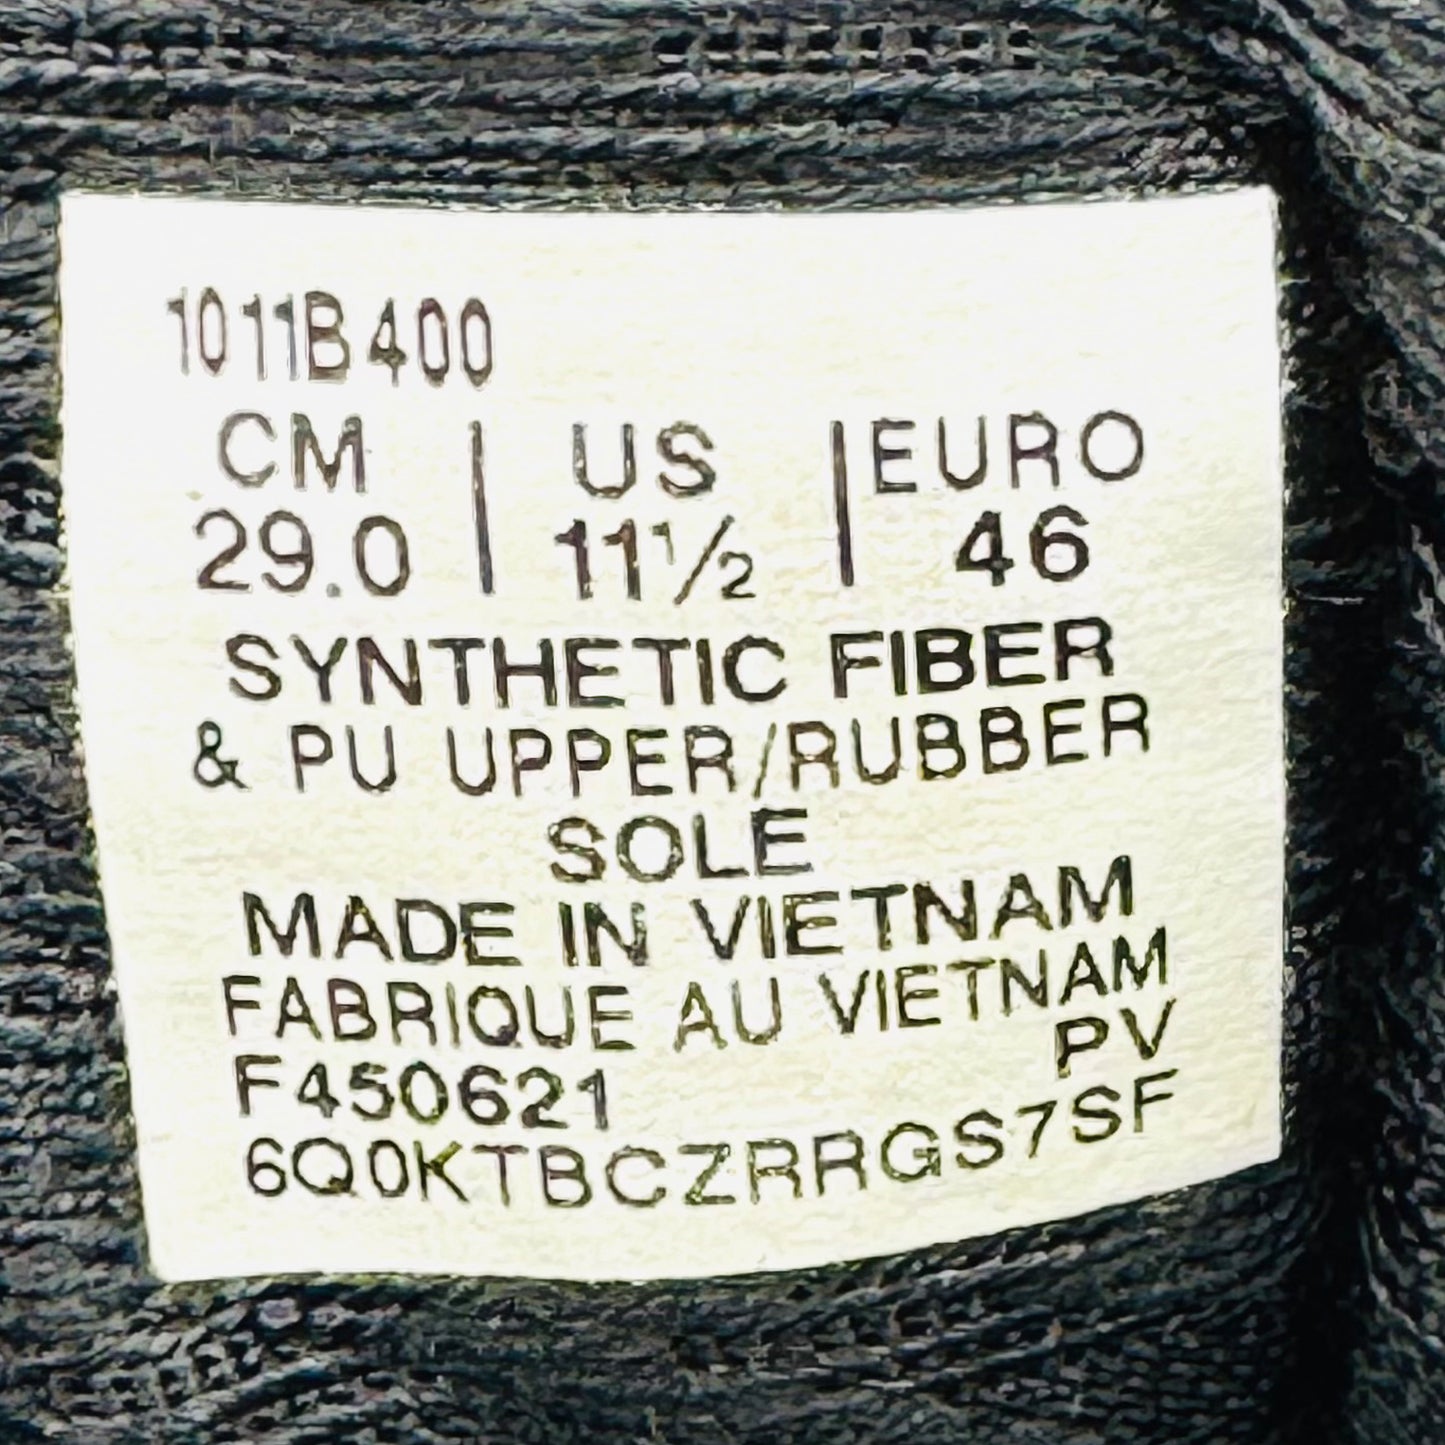 1011B400
CM | US | EURO
29.0 | 11½ | 46
SYNTHETIC FIBER
& PU UPPER/RUBBER
SOLE
MADE IN VIETNAM
FABRIQUE AU VIETNAM
PV
F450621
6Q0KTBCZRRGS7SF